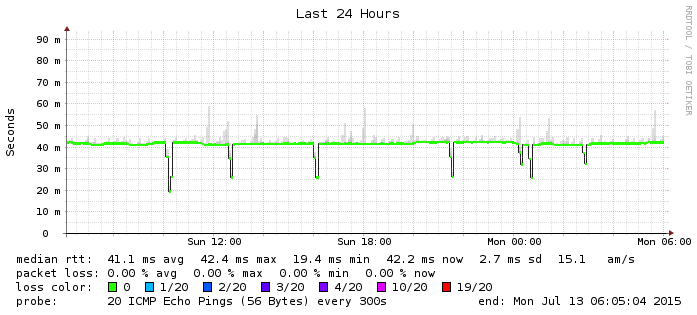 Last 24 Hours
RRDTOOL / TOBI OETIKER
Seconds
90 m
80 m
70 m
60 m
50 m
40 m
30 m
20 m
10 m
0
Sun 12:00 Sun 18:00 Mon 00:00 Mon 06:00
median rtt: 41.1 ms avg 42.4 ms max 19.4 ms min 42.2 ms now 2.7 ms sd 15.1 am/s
packet loss: 0.00 % avg 0.00 % max 0.00 % min 0.00 % now
loss color: 0 1/20 2/20 3/20 4/20 10/20 19/20
probe: 20 ICMP Echo Pings (56 Bytes) every 300s end: Mon Jul 13 06:05:04 2015